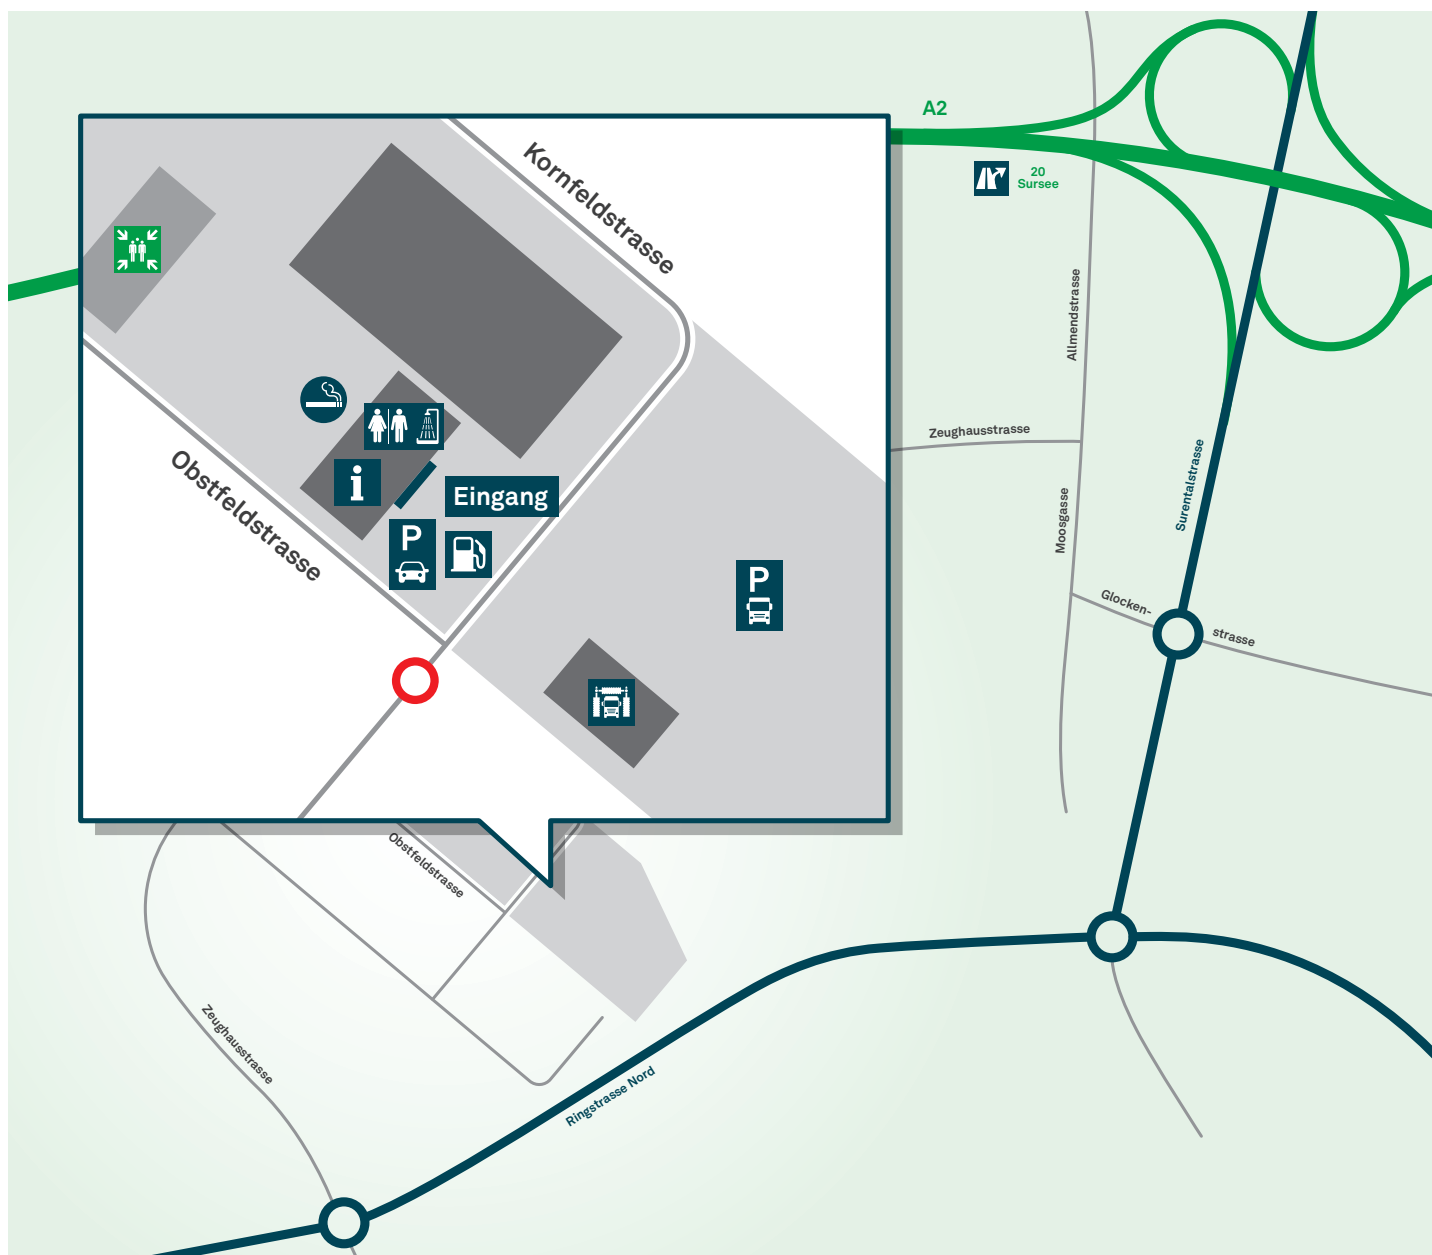 A2
20
Sursee
Kornfeldstrasse
Allmendstrasse
Zeughausstrasse
Obstfeldstrasse
i
Eingang
P
P
Moosgasse
Surentalstrasse
Glocken-
strasse
Obstfeldstrasse
Zeughausstrasse
Ringstrasse Nord